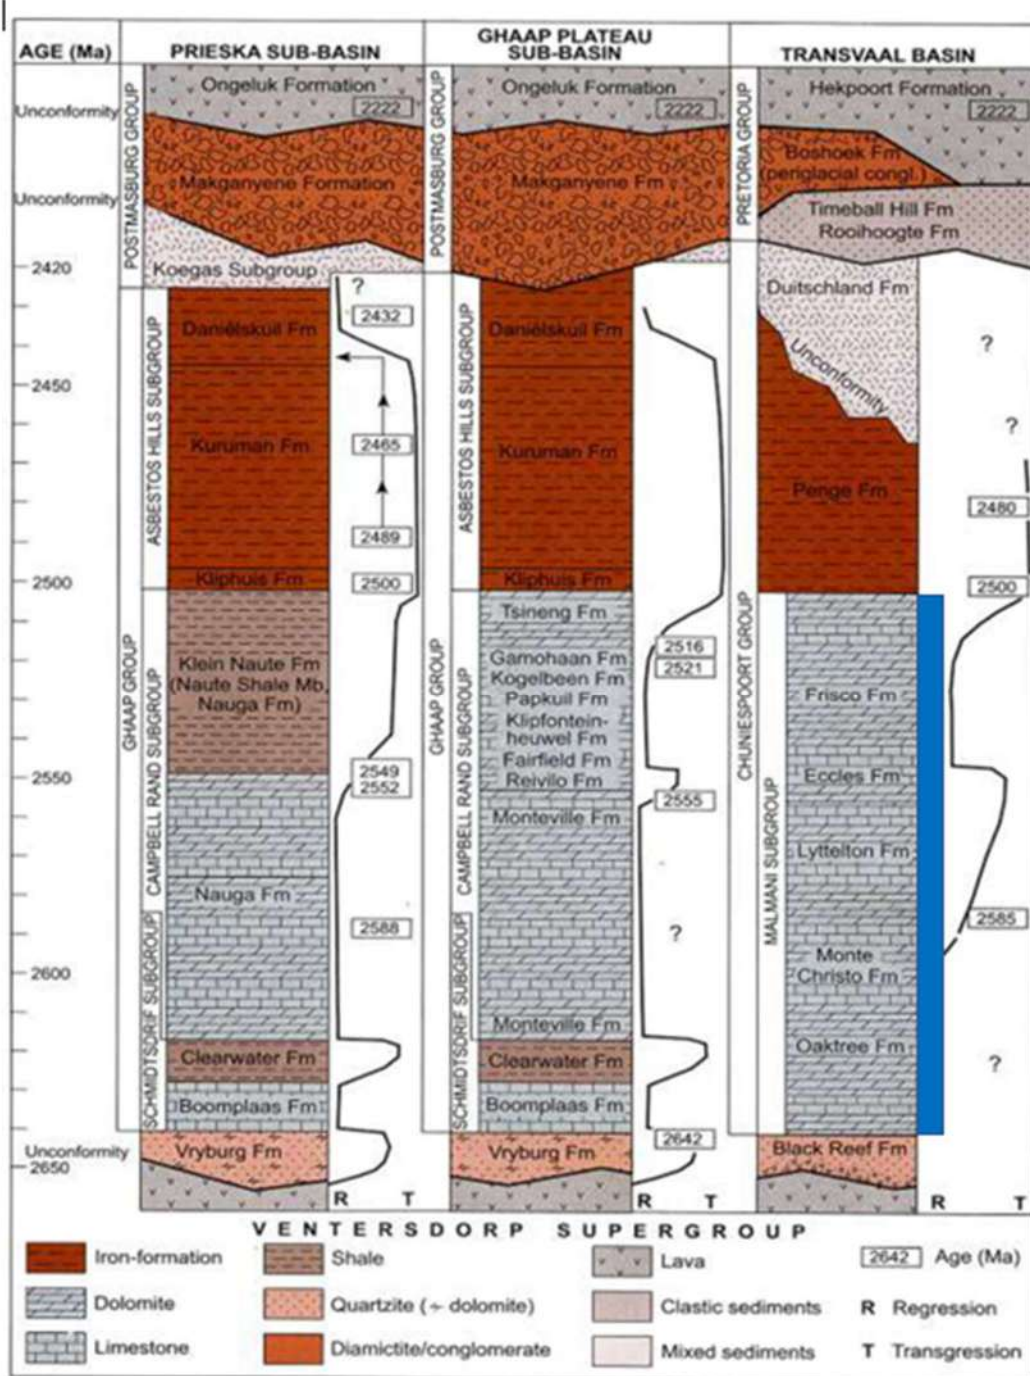 AGE (Ma)
PRIESKA SUB-BASIN
GHAAP PLATEAU
SUB-BASIN
TRANSVAAL BASIN
Unconformity
Unconformity
2420
2450
2500
2550
2600
Unconformity
2650
POSTMASBURG GROUP
GHAAP GROUP
ASBESTOS HILLS SUBGROUP
CAMPBELL RAND SUBGROUP
SCHMIDTSDRIF SUBGROUP
Ongeluk Formation
2222
Makganyene Formation
Koegas Subgroup
?
2432
Daniëlskuil Fm
Kuruman Fm
2465
2489
Kliphuis Fm
2500
Klein Naute Fm
(Naute Shale Mb,
Nauga Fm)
2549
2552
Nauga Fm
2588
Clearwater Fm
Boomplaas Fm
Vryburg Fm
R T
POSTMASBURG GROUP
GHAAP GROUP
ASBESTOS HILLS SUBGROUP
CAMPBELL RAND SUBGROUP
SCHMIDTSDRIF SUBGROUP
Ongeluk Formation
2222
Makganyene Fm
Daniëlskuil Fm
Kuruman Fm
Kliphuis Fm
Tsineng Fm
2516
Gamohaan Fm
2521
Kogelbeen Fm
Papkuil Fm
Klipfontein-
heuwel Fm
Fairfield Fm
Reivilo Fm
2555
Monteville Fm
?
Monteville Fm
Clearwater Fm
Boomplaas Fm
2642
Vryburg Fm
R T
PRETORIA GROUP
CHUNIESPOORT GROUP
MALMANI SUBGROUP
Hekpoort Formation
2222
Boshoek Fm
(periglacial congl.)
Timeball Hill Fm
Rooihoogte Fm
Duitschland Fm
Unconformity
?
?
Penge Fm
2480
2500
Frisco Fm
Eccles Fm
Lyttelton Fm
2585
Monte
Christo Fm
Oaktree Fm
?
Black Reef Fm
R T
VENTERSDORP SUPERGROUP
Iron-formation
Shale
Lava
2642 Age (Ma)
Dolomite
Quartzite (÷ dolomite)
Clastic sediments
R Regression
Limestone
Diamictite/conglomerate
Mixed sediments
T Transgression